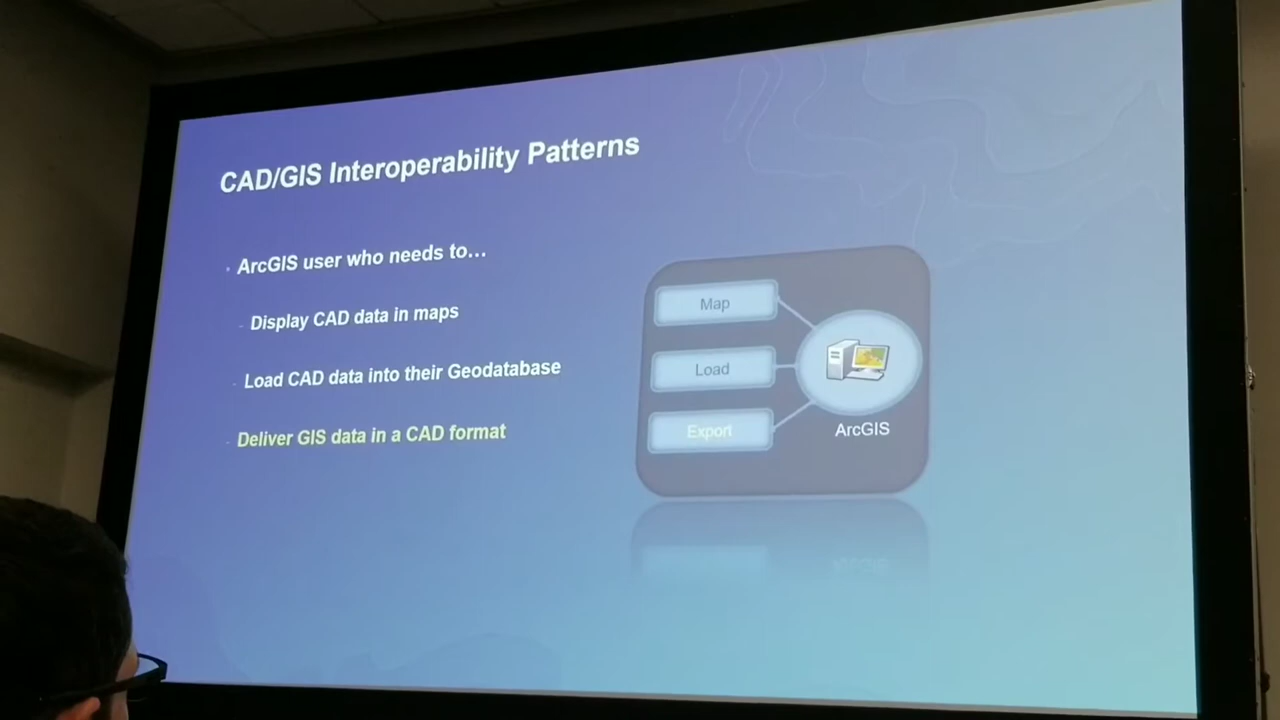 CAD/GIS Interoperability Patterns
ArcGIS user who needs to...
Display CAD data in maps
Load CAD data into their Geodatabase
Deliver GIS data in a CAD format
Map
Load
Export
ArcGIS